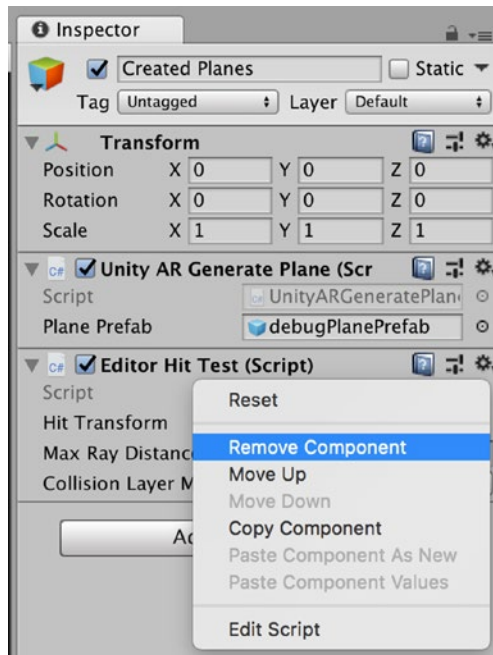 Inspector
Created Planes Static
Tag Untagged Layer Default
Transform
Position X 0 Y 0 Z 0
Rotation X 0 Y 0 Z 0
Scale X 1 Y 1 Z 1
C# Unity AR Generate Plane (Scr
Script UnityARGeneratePlan
Plane Prefab debugPlanePrefab
C# Editor Hit Test (Script)
Script
Hit Transform
Max Ray Distanc
Collision Layer M
Ad
Reset
Remove Component
Move Up
Move Down
Copy Component
Paste Component As New
Paste Component Values
Edit Script